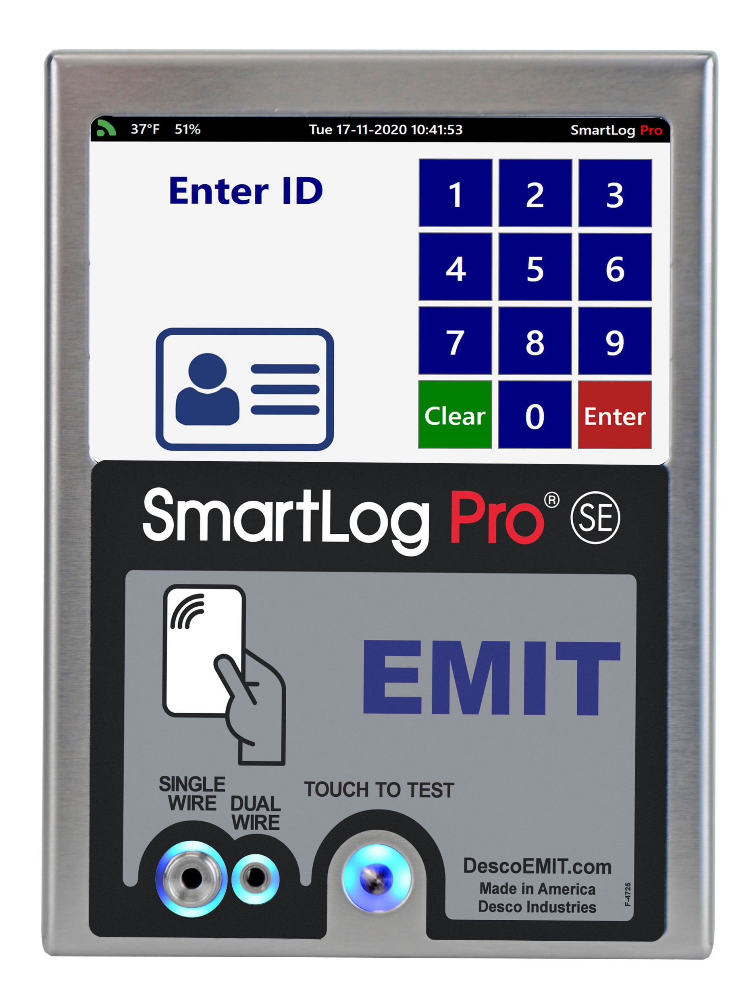 37°F 51% Tue 17-11-2020 10:41:53 SmartLog Pro
Enter ID
1 2 3
4 5 6
7 8 9
Clear 0 Enter
SmartLog Pro® SE
EMIT
SINGLE
WIRE
DUAL
WIRE
TOUCH TO TEST
DescoEMIT.com
Made in America
Desco Industries
F-4725